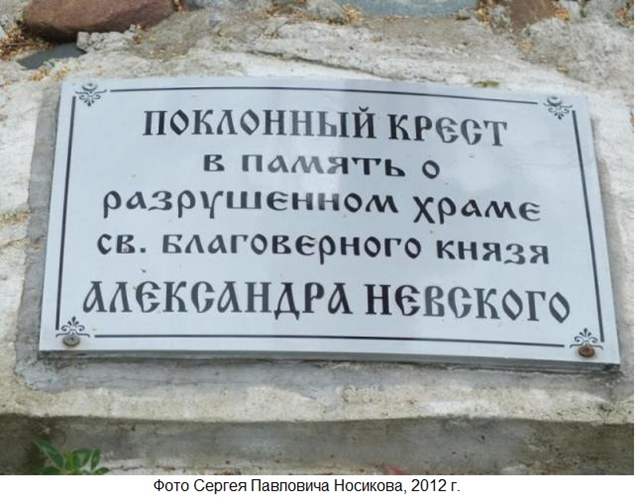 ПОКЛОННЫЙ КРЕСТ
В ПАМЯТЬ О
РАЗРУШЕННОМ ХРАМЕ
СВ. БЛАГОВЕРНОГО КНЯЗЯ
АЛЕКСАНДРА НЕВСКОГО
Фото Сергея Павловича Носикова, 2012 г.